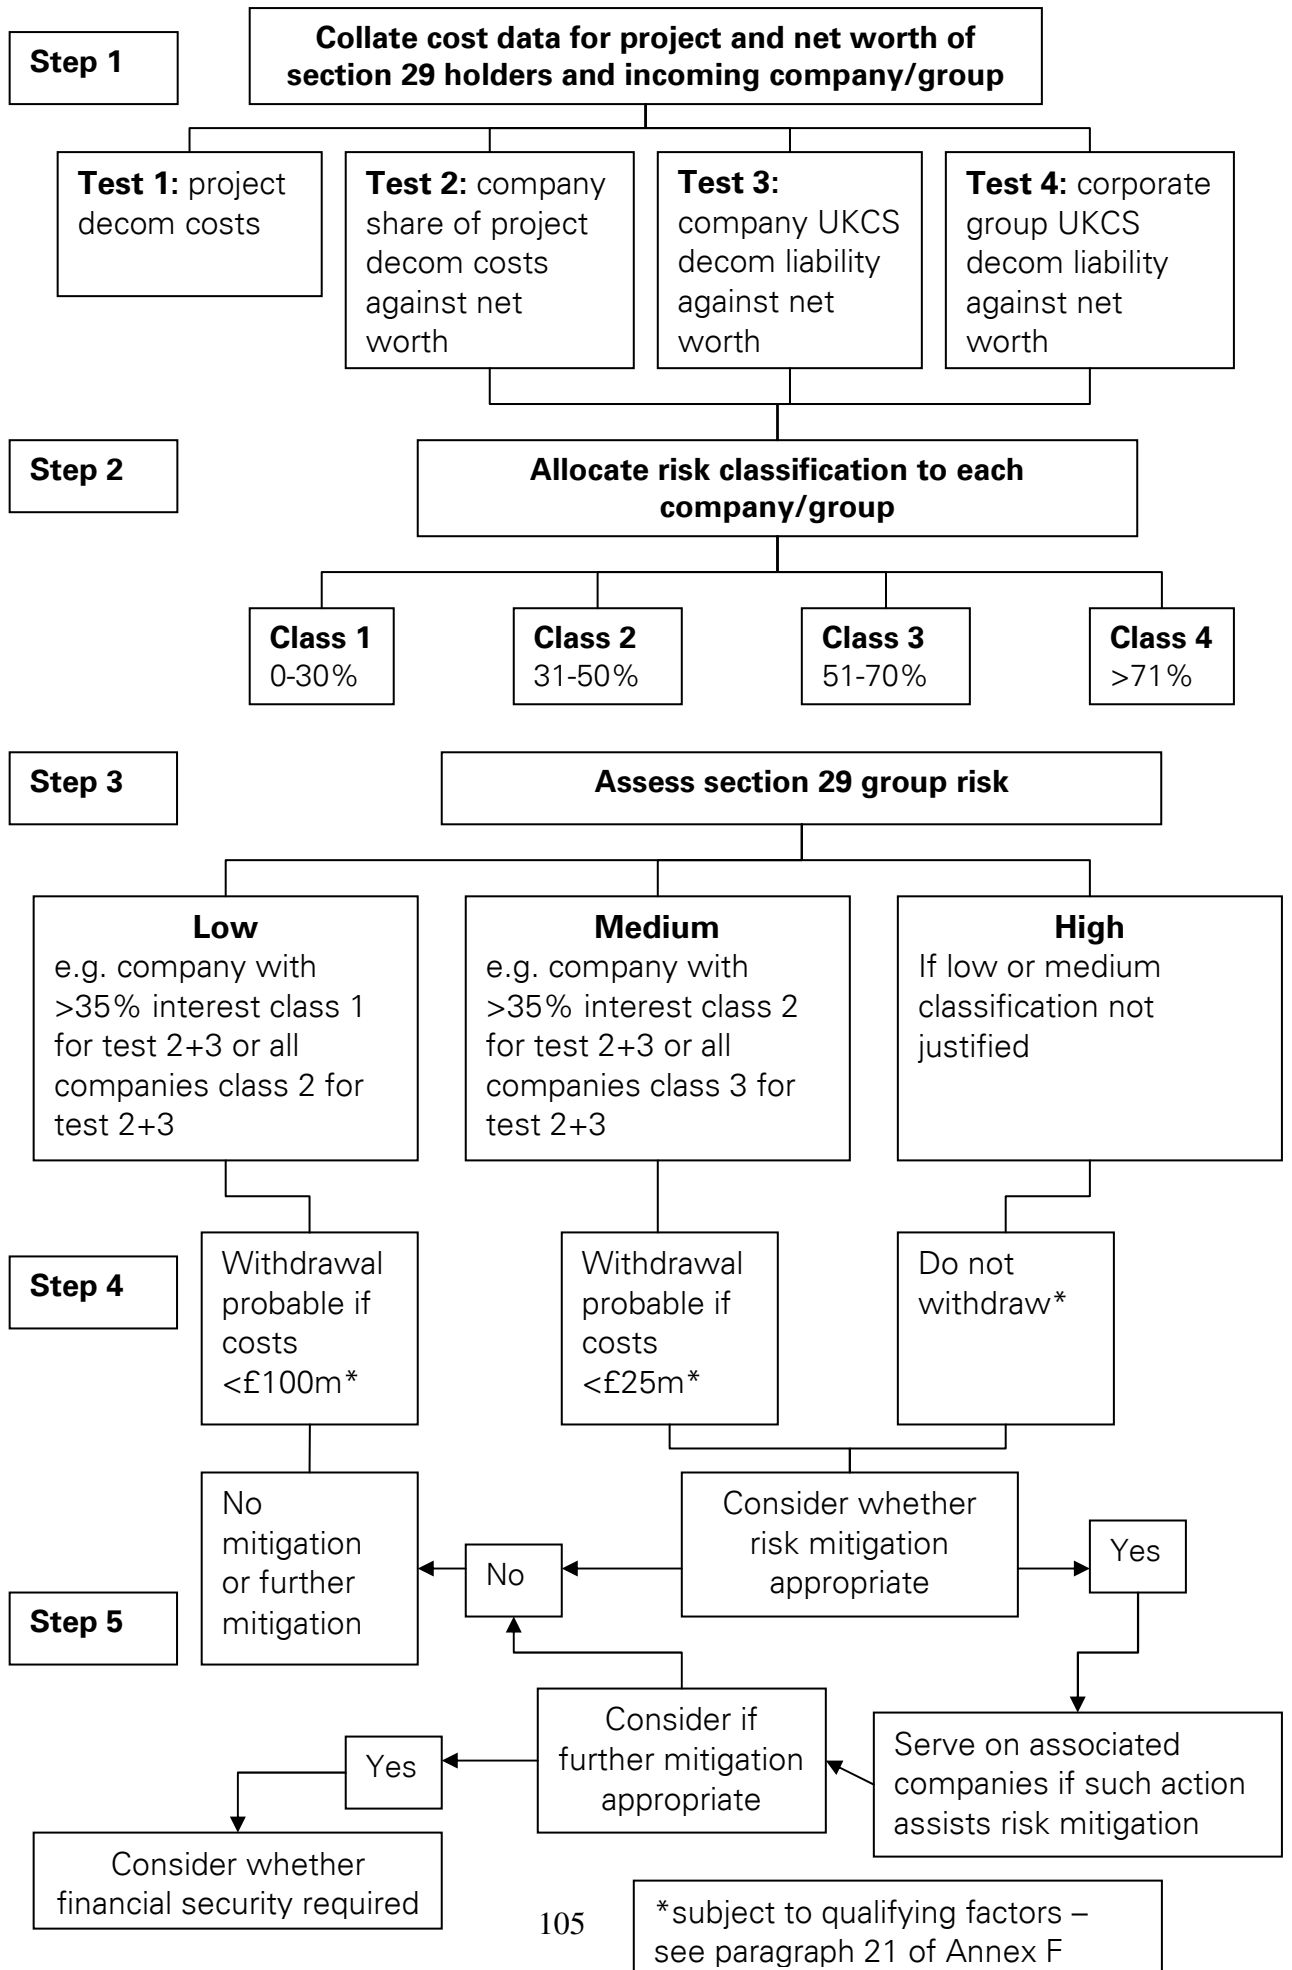 Step 1
Collate cost data for project and net worth of
section 29 holders and incoming company/group
Test 1: project
decom costs
Test 2: company
share of project
decom costs
against net
worth
Test 3:
company UKCS
decom liability
against net
worth
Test 4: corporate
group UKCS
decom liability
against net
worth
Step 2
Allocate risk classification to each
company/group
Class 1
0-30%
Class 2
31-50%
Class 3
51-70%
Class 4
>71%
Step 3
Assess section 29 group risk
Low
e.g. company with
>35% interest class 1
for test 2+3 or all
companies class 2 for
test 2+3
Medium
e.g. company with
>35% interest class 2
for test 2+3 or all
companies class 3 for
test 2+3
High
If low or medium
classification not
justified
Step 4
Withdrawal
probable if
costs
<£100m*
Withdrawal
probable if
costs
<£25m*
Do not
withdraw*
No
mitigation
or further
mitigation
No
Consider whether
risk mitigation
appropriate
Yes
Step 5
Yes
Consider if
further mitigation
appropriate
Serve on associated
companies if such action
assists risk mitigation
Consider whether
financial security required
105
*subject to qualifying factors –
see paragraph 21 of Annex F